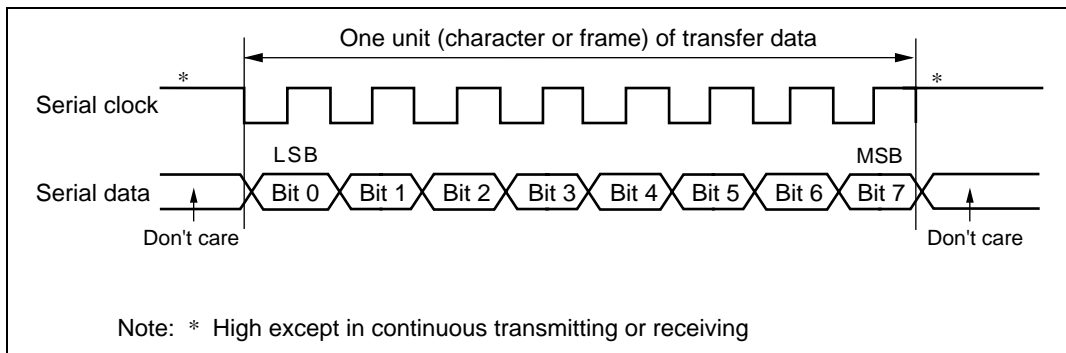 One unit (character or frame) of transfer data
* *
Serial clock
LSB MSB
Serial data Bit 0 Bit 1 Bit 2 Bit 3 Bit 4 Bit 5 Bit 6 Bit 7
Don't care Don't care
Note: * High except in continuous transmitting or receiving